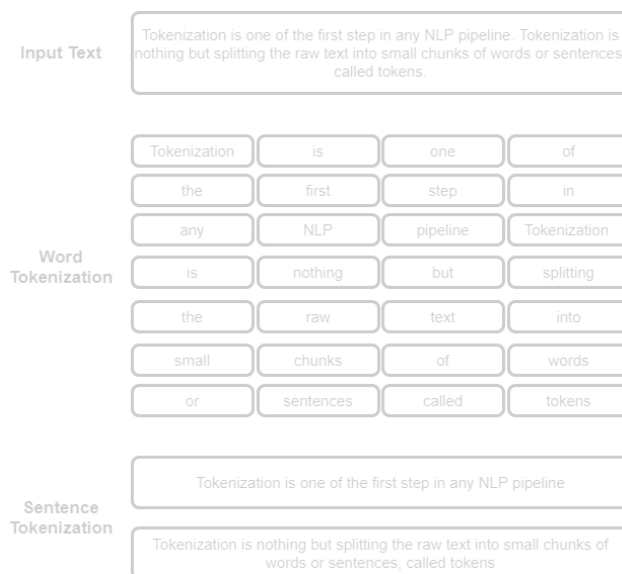 Input Text
Tokenization is one of the first step in any NLP pipeline. Tokenization is
nothing but splitting the raw text into small chunks of words or sentences
called tokens.
Word
Tokenization
Tokenization is one of
the first step in
any NLP pipeline Tokenization
is nothing but splitting
the raw text into
small chunks of words
or sentences called tokens
Sentence
Tokenization
Tokenization is one of the first step in any NLP pipeline
Tokenization is nothing but splitting the raw text into small chunks of
words or sentences, called tokens